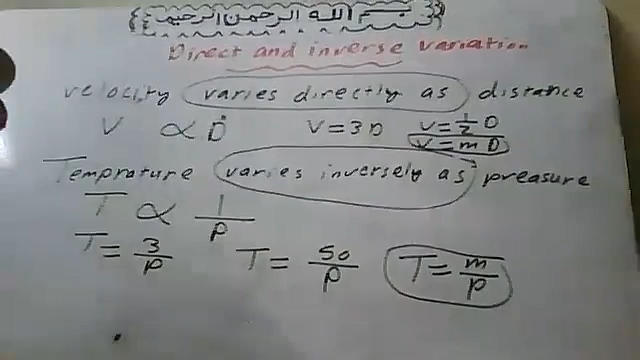 بسم الله الرحمن الرحيم
Direct and inverse variation
velocity varies directly as distance
V ∝ D V = 3D V = 1/2 D
V = m D
Temprature varies inversely as preasure
T ∝ 1/P
T = 3/P T = 50/P T = m/P